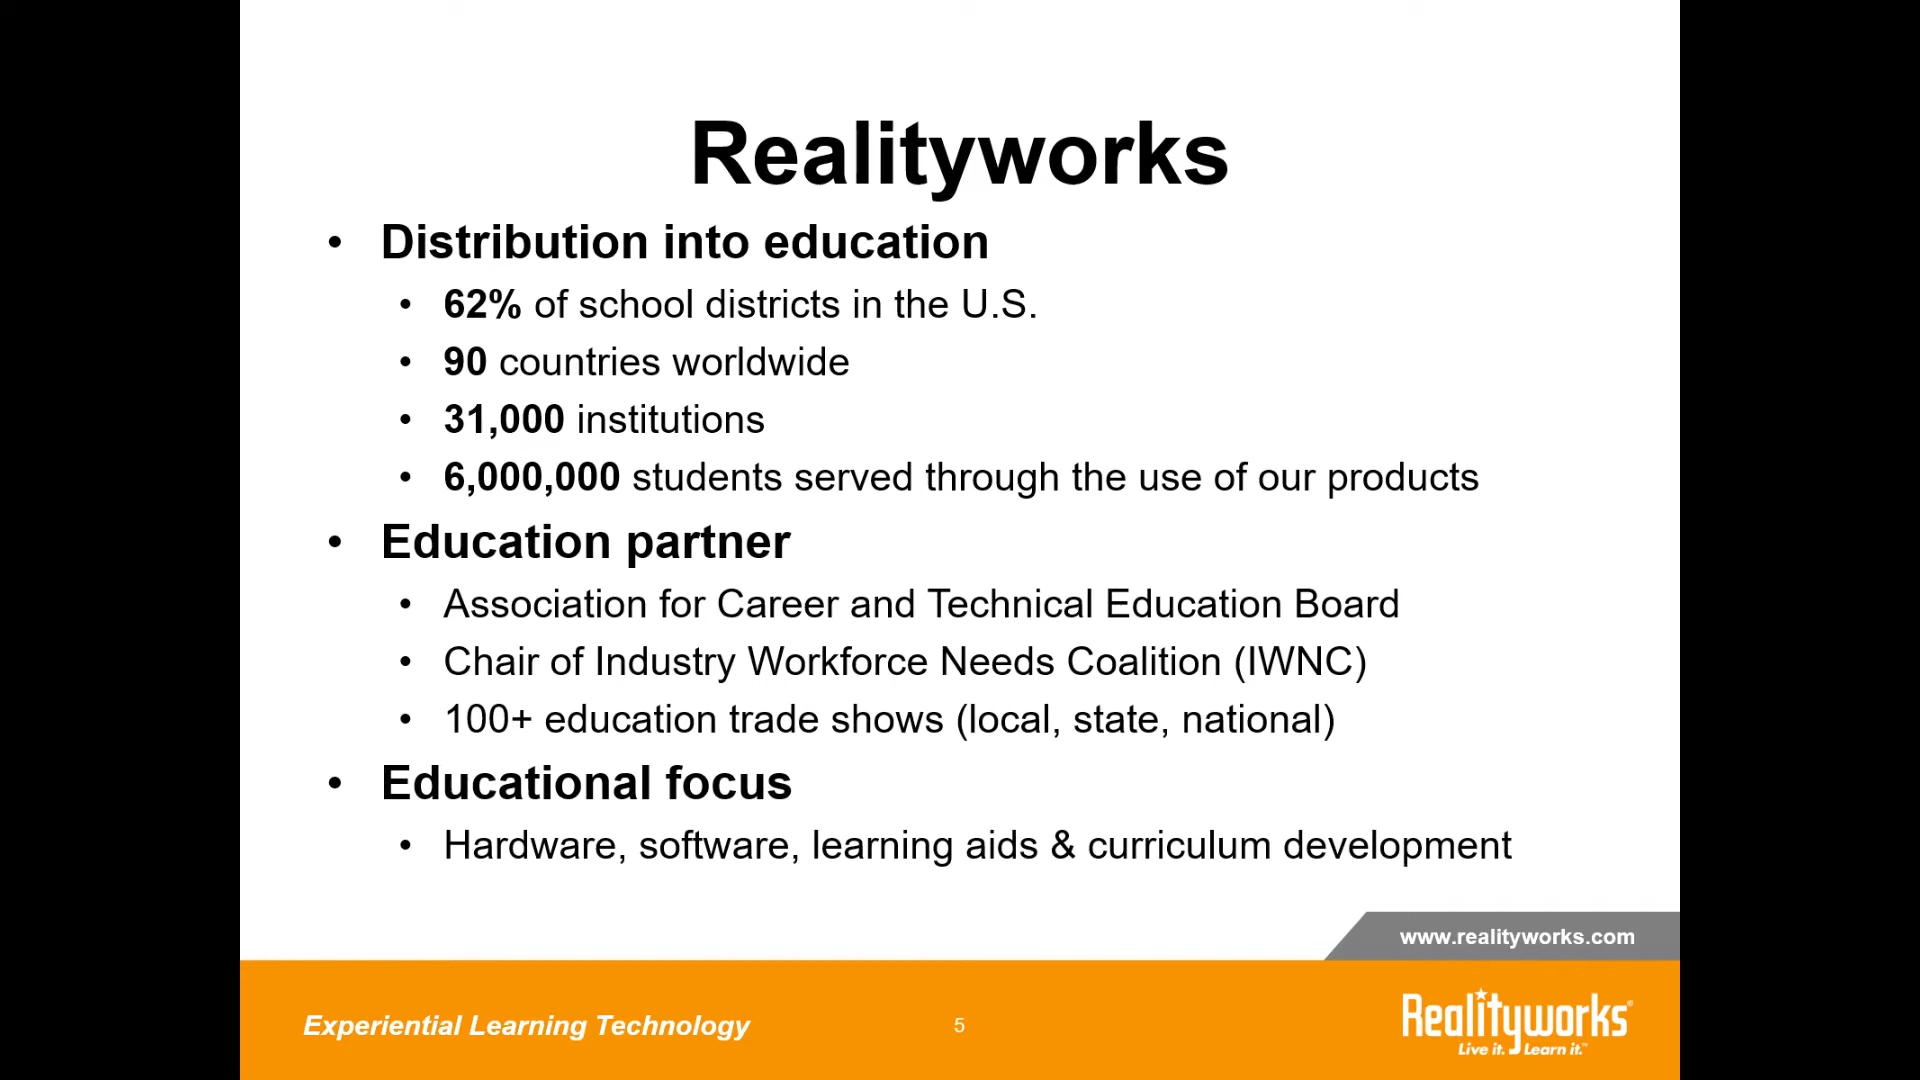 Realityworks
• Distribution into education
• 62% of school districts in the U.S.
• 90 countries worldwide
• 31,000 institutions
• 6,000,000 students served through the use of our products
• Education partner
• Association for Career and Technical Education Board
• Chair of Industry Workforce Needs Coalition (IWNC)
• 100+ education trade shows (local, state, national)
• Educational focus
• Hardware, software, learning aids & curriculum development
www.realityworks.com
Experiential Learning Technology
5
Realityworks®
Live it. Learn it.™